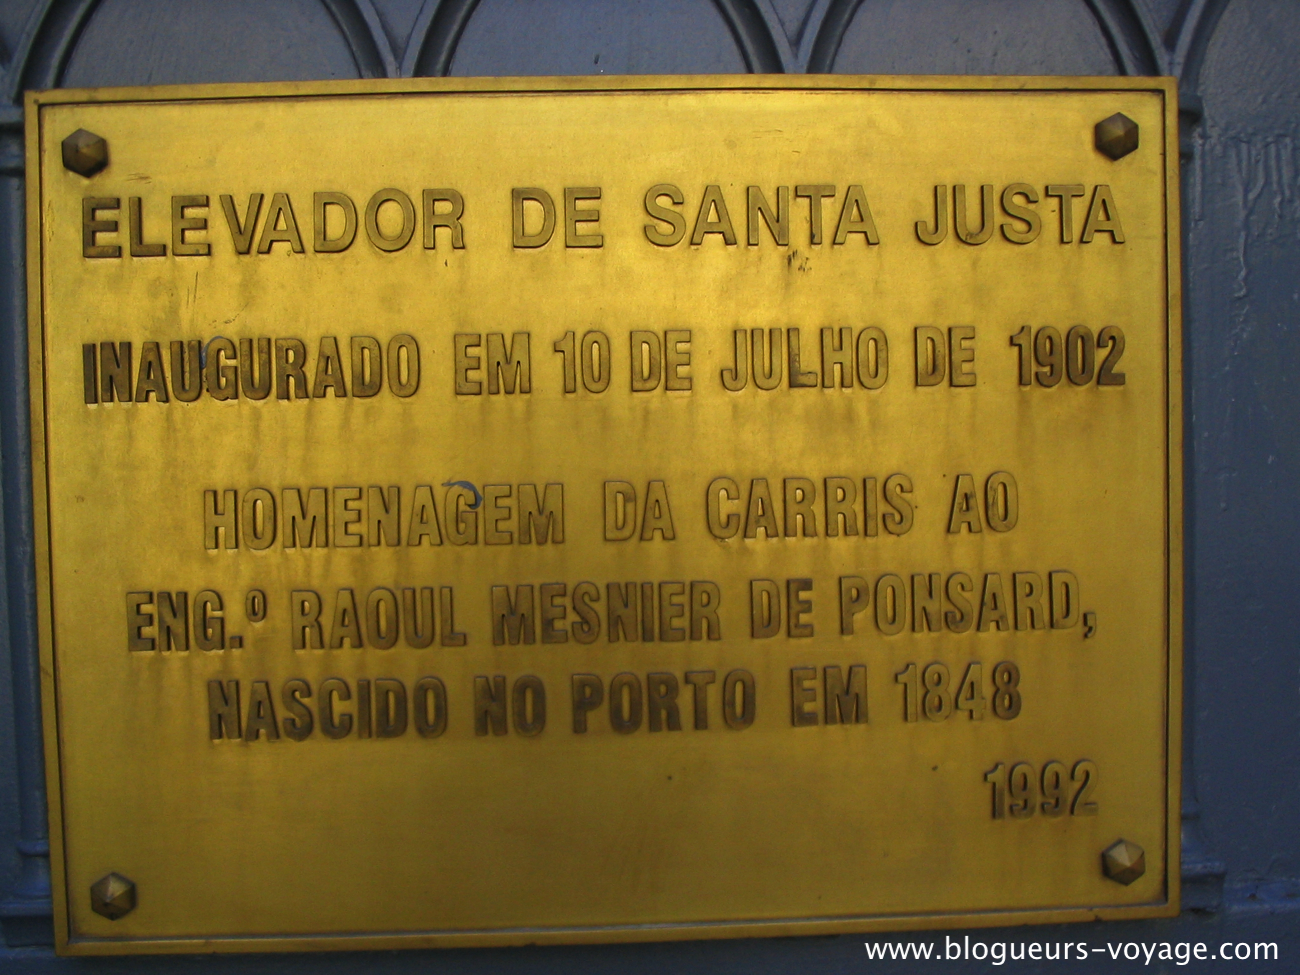 ELEVADOR DE SANTA JUSTA
INAUGURADO EM 10 DE JULHO DE 1902
HOMENAGEM DA CARRIS AO
ENG.º RAOUL MESNIER DE PONSARD,
NASCIDO NO PORTO EM 1848
1992
www.blogueurs-voyage.com